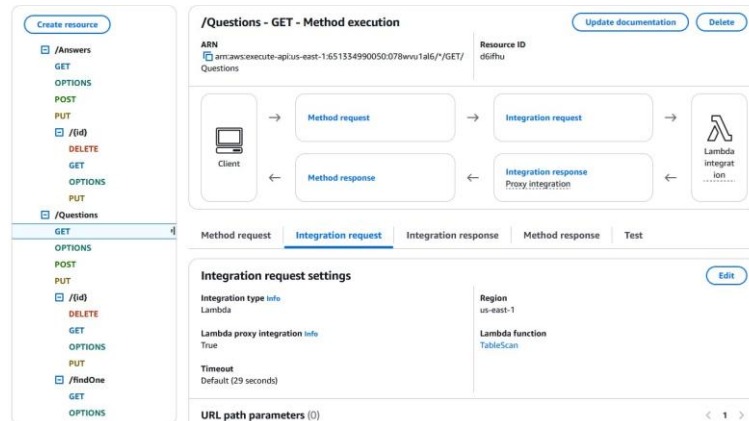 Create resource
/Answers
GET
OPTIONS
POST
PUT
/{id}
DELETE
GET
OPTIONS
PUT
/Questions
GET
OPTIONS
POST
PUT
/{id}
DELETE
GET
OPTIONS
PUT
/findOne
GET
OPTIONS
/Questions - GET - Method execution
Update documentation
Delete
ARN
arn:aws:execute-api:us-east-1:651334990050:078wvu1al6/*/GET/
Questions
Resource ID
d6ifhu
Client
Method request
Integration request
Lambda
integrat
ion
Method response
Integration response
Proxy integration
Method request
Integration request
Integration response
Method response
Test
Integration request settings
Edit
Integration type Info
Lambda
Region
us-east-1
Lambda proxy integration Info
True
Lambda function
TableScan
Timeout
Default (29 seconds)
URL path parameters (0)
< 1 >